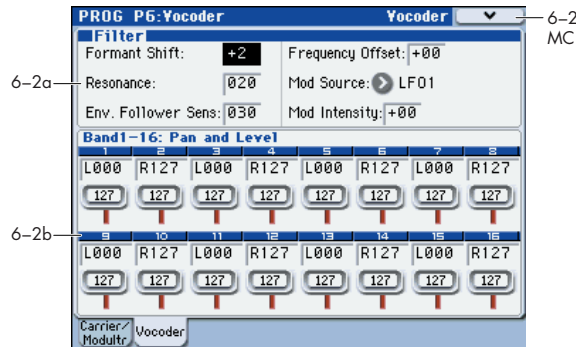 PROG P6:Vocoder Vocoder
6-2
MC
Filter
Formant Shift: +2 Frequency Offset: +00
6-2a
Resonance: 020 Mod Source: LFO1
Env. Follower Sens: 030 Mod Intensity: +00
Band1-16: Pan and Level
1 2 3 4 5 6 7 8
L000 R127 L000 R127 L000 R127 L000 R127
127 127 127 127 127 127 127 127
6-2b
9 10 11 12 13 14 15 16
L000 R127 L000 R127 L000 R127 L000 R127
127 127 127 127 127 127 127 127
Carrier/
Modultr
Vocoder